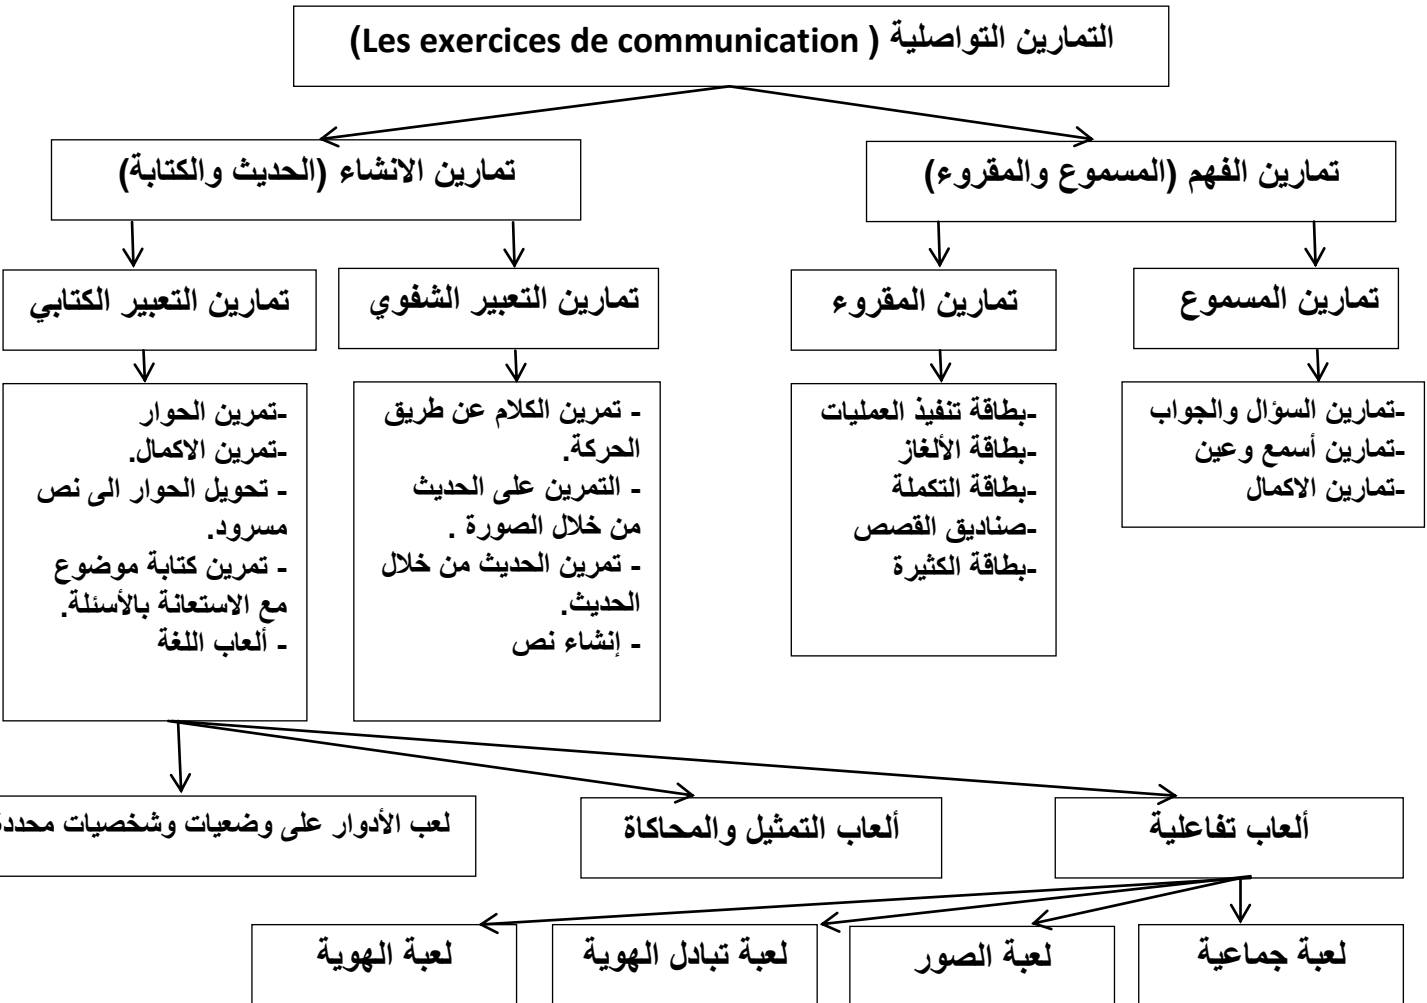 التمارين التواصلية ( Les exercices de communication)
تمارين الفهم (المسموع والمقروء)
تمارين الانشاء (الحديث والكتابة)
تمارين المسموع
تمارين المقروء
تمارين التعبير الشفوي
تمارين التعبير الكتابي
-تمارين السؤال والجواب
-تمارين أسمع وعين
-تمارين الاكمال
-بطاقة تنفيذ العمليات
-بطاقة الألغاز
-بطاقة التكملة
-صناديق القصص
-بطاقة الكثيرة
- تمرين الكلام عن طريق
الحركة.
- التمرين على الحديث
من خلال الصورة .
- تمرين الحديث من خلال
الحديث.
- إنشاء نص
-تمرين الحوار
-تمرين الاكمال.
- تحويل الحوار الى نص
مسرود.
- تمرين كتابة موضوع
مع الاستعانة بالأسئلة.
- ألعاب اللغة
ألعاب تفاعلية
ألعاب التمثيل والمحاكاة
لعب الأدوار على وضعيات وشخصيات محددة
لعبة جماعية
لعبة الصور
لعبة تبادل الهوية
لعبة الهوية